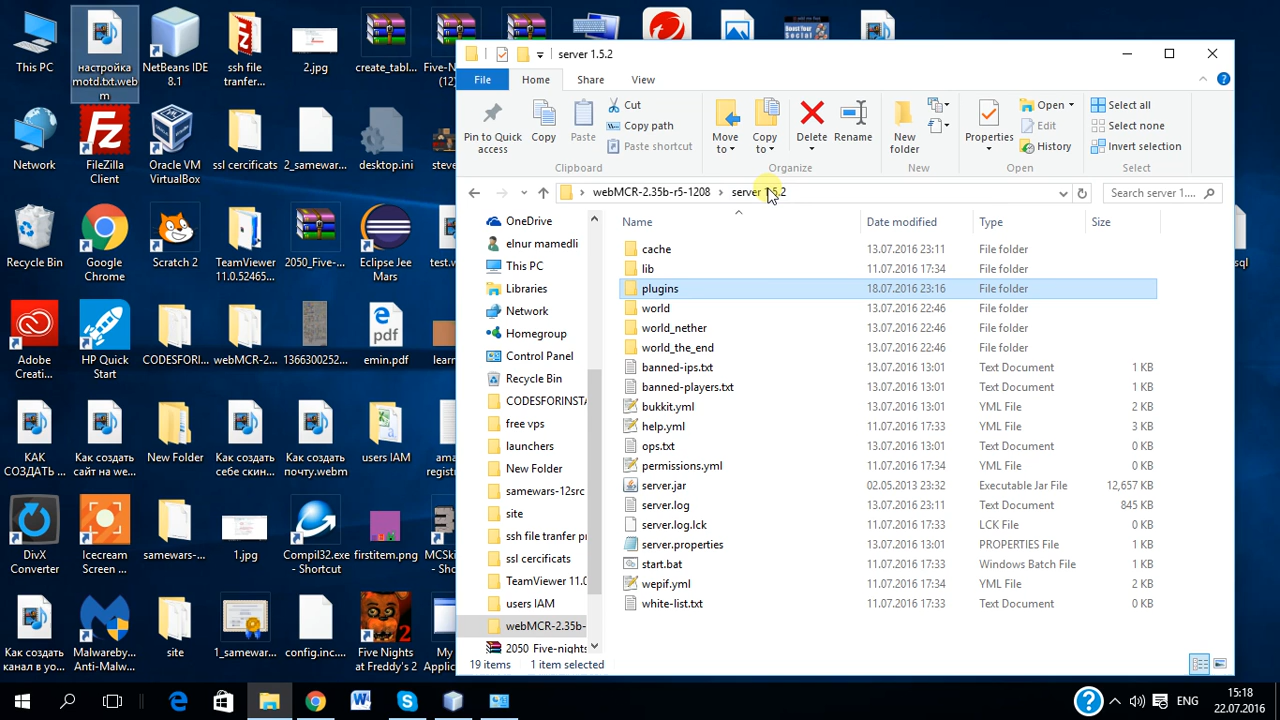 This PC
настройка
motd.txt.web
m
NetBeans IDE
8.1
ssh file
tranfer...
2.jpg
create_tabl...
Five-N
(12)
Network
FileZilla
Client
Oracle VM
VirtualBox
ssl cercificats
2_samewar...
desktop.ini
steve
Recycle Bin
Google
Chrome
Scratch 2
TeamViewer
11.0.52465...
2050_Five-...
Eclipse Jee
Mars
test.w
Adobe
Creati...
HP Quick
Start
CODESFORI...
webMCR-2...
1366300252...
emin.pdf
learn
КАК
СОЗДАТЬ ...
Как создать
сайт на we...
New Folder
Как создать
себе скин...
Как создать
почту.webm
users IAM
ama
regist
DivX
Converter
Icecream
Screen ...
samewars-...
1.jpg
Compil32.exe
- Shortcut
firstitem.png
MCSki
- Shor
Как создать
канал в yo...
Malwareby...
Anti-Malw...
site
1_samewar...
config.inc....
Five Nights
at Freddy's 2
My
Applic
sql
server 1.5.2
File
Home
Share
View
Pin to Quick
access
Copy
Paste
Cut
Copy path
Paste shortcut
Clipboard
Move
to
Copy
to
Delete
Rename
Organize
New
folder
New
Properties
Open
Edit
History
Open
Select all
Select none
Invert selection
Select
webMCR-2.35b-r5-1208
server 1.5.2
Search server 1....
OneDrive
elnur mamedli
This PC
Libraries
Network
Homegroup
Control Panel
Recycle Bin
CODESFORINSTA
free vps
launchers
New Folder
samewars-12src
site
ssh file tranfer pr
ssl cercificats
TeamViewer 11.0
users IAM
webMCR-2.35b-
2050 Five-nights
Name Date modified Type Size
cache 13.07.2016 23:11 File folder
lib 11.07.2016 17:34 File folder
plugins 18.07.2016 23:16 File folder
world 13.07.2016 22:46 File folder
world_nether 13.07.2016 22:46 File folder
world_the_end 13.07.2016 22:46 File folder
banned-ips.txt 13.07.2016 13:01 Text Document 1 KB
banned-players.txt 13.07.2016 13:01 Text Document 1 KB
bukkit.yml 13.07.2016 13:01 YML File 2 KB
help.yml 11.07.2016 17:34 YML File 3 KB
ops.txt 13.07.2016 13:01 Text Document 0 KB
permissions.yml 11.07.2016 17:34 YML File 0 KB
server.jar 02.05.2013 23:32 Executable Jar File 12,657 KB
server.log 13.07.2016 23:11 Text Document 845 KB
server.log.lck 11.07.2016 17:33 LCK File 0 KB
server.properties 13.07.2016 13:01 PROPERTIES File 1 KB
start.bat 11.07.2016 17:33 Windows Batch File 1 KB
wepif.yml 11.07.2016 17:34 YML File 2 KB
white-list.txt 11.07.2016 17:33 Text Document 0 KB
19 items
1 item selected
ENG
15:18
22.07.2016